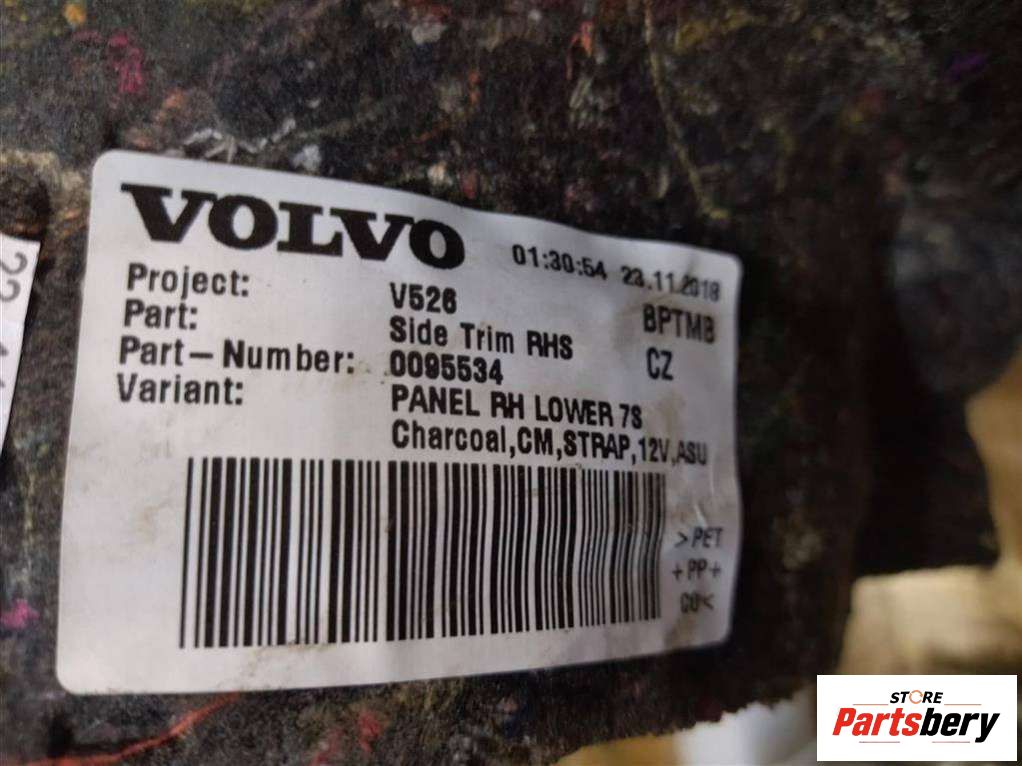 VOLVO
01:30:54 23.11.2018
Project: V526 BPTMB
Part: Side Trim RHS CZ
Part-Number: 0095534
Variant: PANEL RH LOWER 7S
Charcoal,CM,STRAP,12V,ASU
>PET
+PP+
CO<
STORE
Partsbery